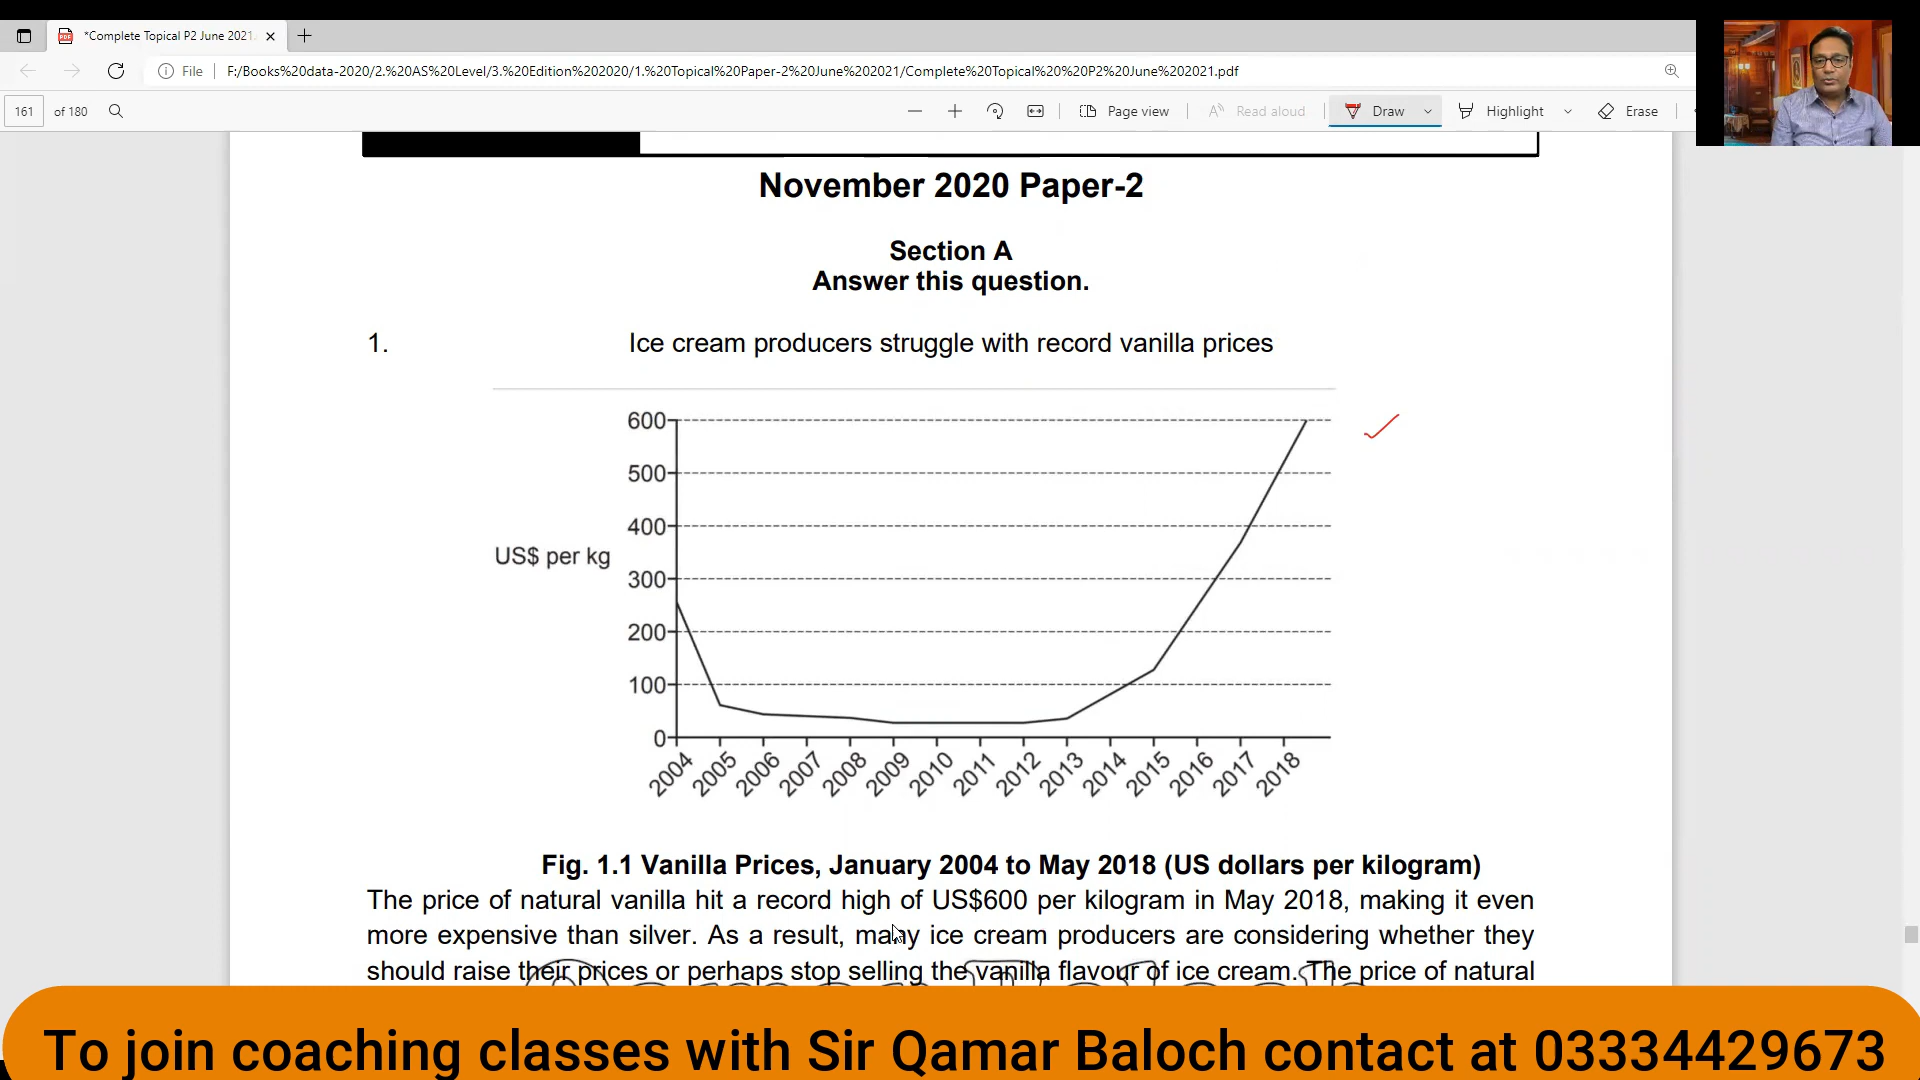 *Complete Topical P2 June 2021.
File
F:/Books%20data-2020/2.%20AS%20Level/3.%20Edition%202020/1.%20Topical%20Paper-2%20June%202021/Complete%20Topical%20%20P2%20June%202021.pdf
161 of 180
Page view
Read aloud
Draw
Highlight
Erase
November 2020 Paper-2
Section A
Answer this question.
1. Ice cream producers struggle with record vanilla prices
600
500
400
US$ per kg
300
200
100
0
2004 2005 2006 2007 2008 2009 2010 2011 2012 2013 2014 2015 2016 2017 2018
Fig. 1.1 Vanilla Prices, January 2004 to May 2018 (US dollars per kilogram)
The price of natural vanilla hit a record high of US$600 per kilogram in May 2018, making it even
more expensive than silver. As a result, many ice cream producers are considering whether they
should raise their prices or perhaps stop selling the vanilla flavour of ice cream. The price of natural
To join coaching classes with Sir Qamar Baloch contact at 03334429673